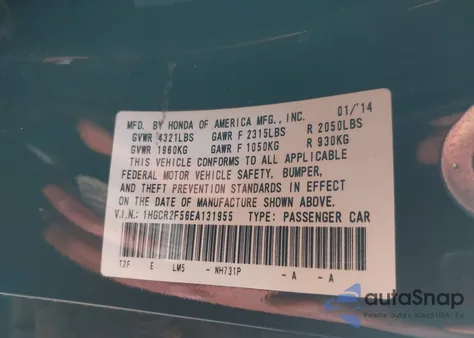 MFD. BY HONDA OF AMERICA MFG., INC. 01/'14
GVWR 4321LBS GAWR F 2315LBS R 2050LBS
GVWR 1960KG GAWR F 1050KG R 930KG
THIS VEHICLE CONFORMS TO ALL APPLICABLE
FEDERAL MOTOR VEHICLE SAFETY, BUMPER,
AND THEFT PREVENTION STANDARDS IN EFFECT
ON THE DATE OF MANUFACTURE SHOWN ABOVE.
V.I.N: 1HGCR2F56EA131955 TYPE: PASSENGER CAR
T2F E LM5 - NH731P - A - A
autoSnap